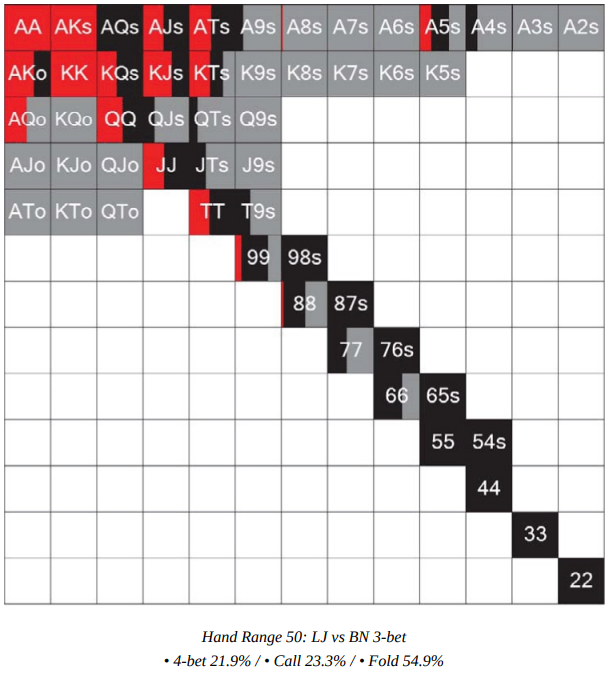 AA AKs AQs AJs ATs A9s A8s A7s A6s A5s A4s A3s A2s
AKo KK KQs KJs KTs K9s K8s K7s K6s K5s
AQo KQo QQ QJs QTs Q9s
AJo KJo QJo JJ JTs J9s
ATo KTo QTo TT T9s
99 98s
88 87s
77 76s
66 65s
55 54s
44
33
22
Hand Range 50: LJ vs BN 3-bet
• 4-bet 21.9% / • Call 23.3% / • Fold 54.9%